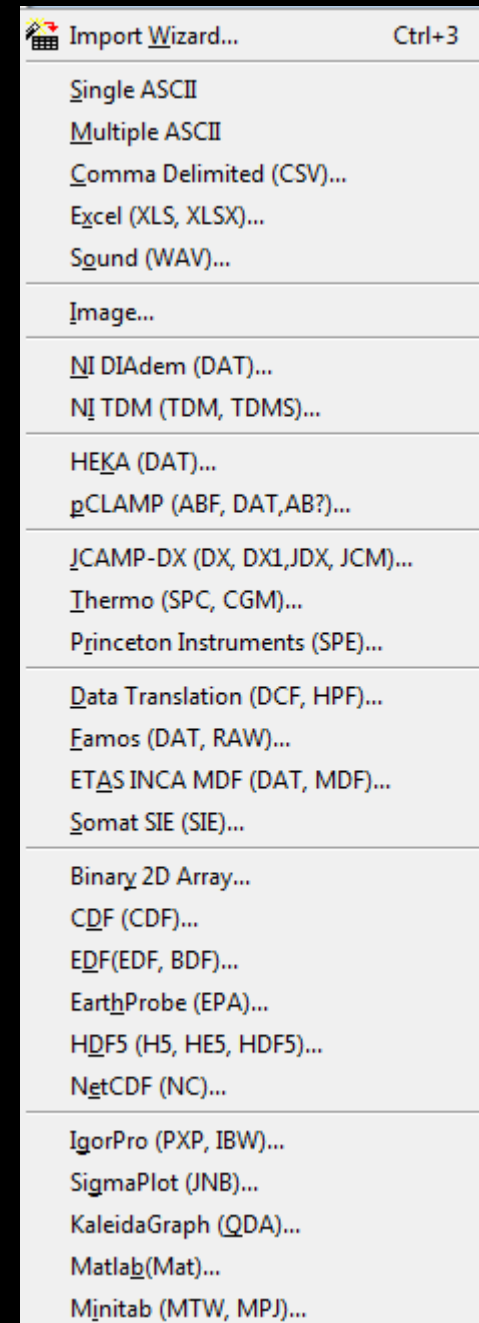 Import Wizard... Ctrl+3
Single ASCII
Multiple ASCII
Comma Delimited (CSV)...
Excel (XLS, XLSX)...
Sound (WAV)...
Image...
NI DIAdem (DAT)...
NI TDM (TDM, TDMS)...
HEKA (DAT)...
pCLAMP (ABF, DAT,AB?)...
JCAMP-DX (DX, DX1,JDX, JCM)...
Thermo (SPC, CGM)...
Princeton Instruments (SPE)...
Data Translation (DCF, HPF)...
Famos (DAT, RAW)...
ETAS INCA MDF (DAT, MDF)...
Somat SIE (SIE)...
Binary 2D Array...
CDF (CDF)...
EDF(EDF, BDF)...
EarthProbe (EPA)...
HDF5 (H5, HE5, HDF5)...
NetCDF (NC)...
IgorPro (PXP, IBW)...
SigmaPlot (JNB)...
KaleidaGraph (QDA)...
Matlab(Mat)...
Minitab (MTW, MPJ)...